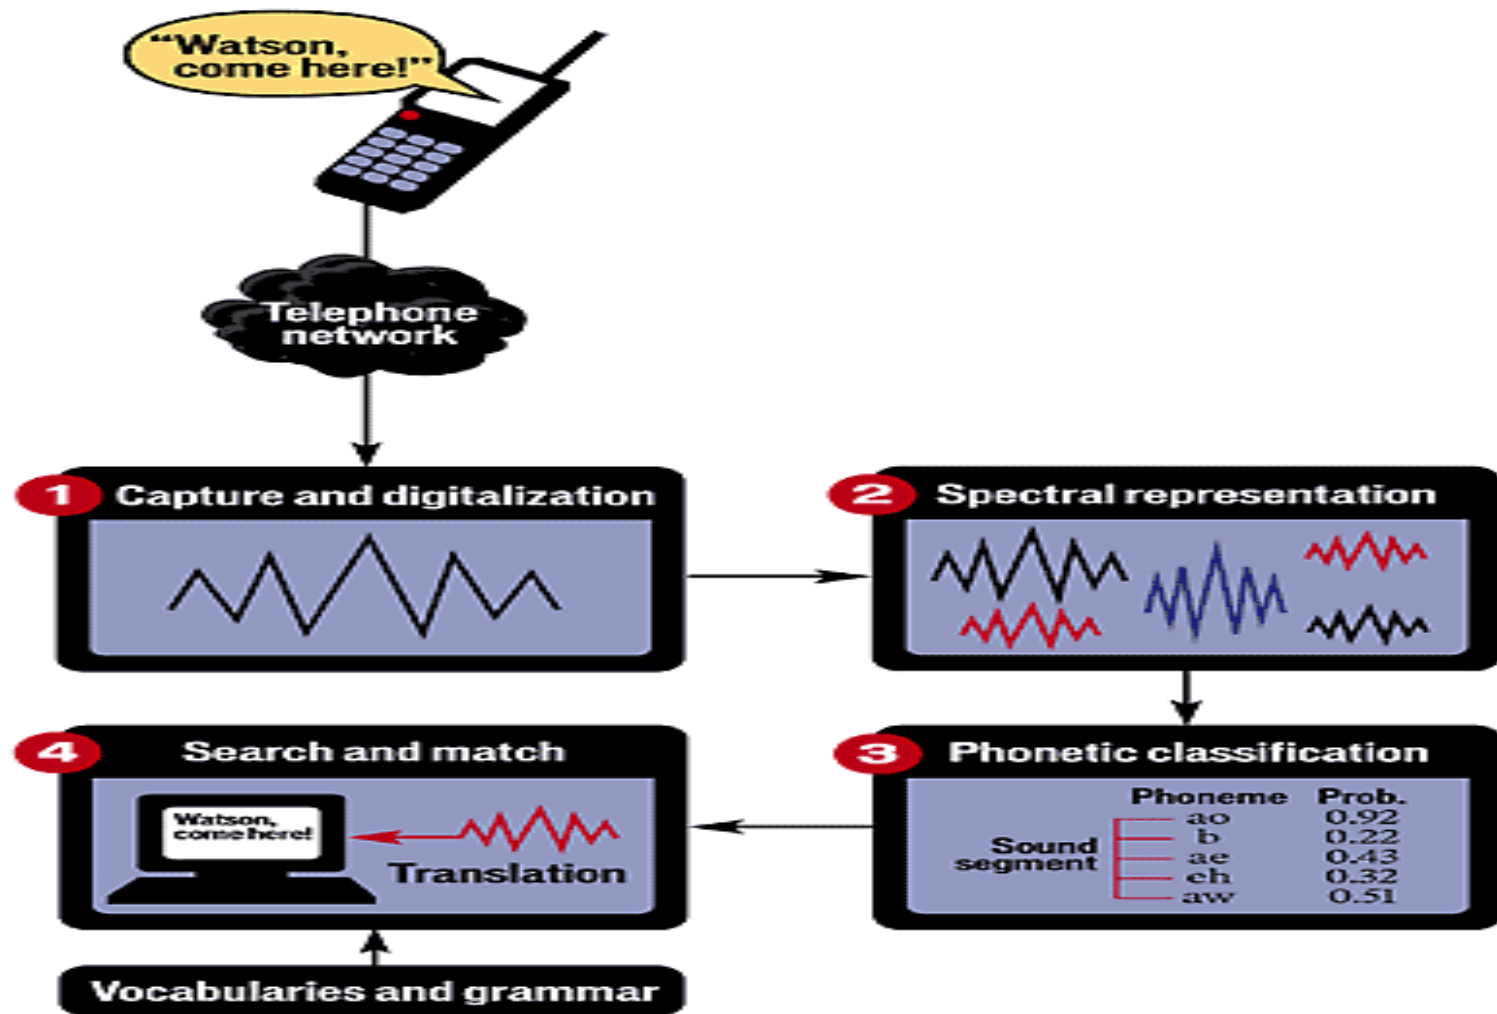 “Watson,
come here!”
Telephone
network
1 Capture and digitalization
2 Spectral representation
4 Search and match
Watson,
come here!
Translation
3 Phonetic classification
Phoneme Prob.
Sound
segment
ao 0.92
b 0.22
ae 0.43
eh 0.32
aw 0.51
Vocabularies and grammar